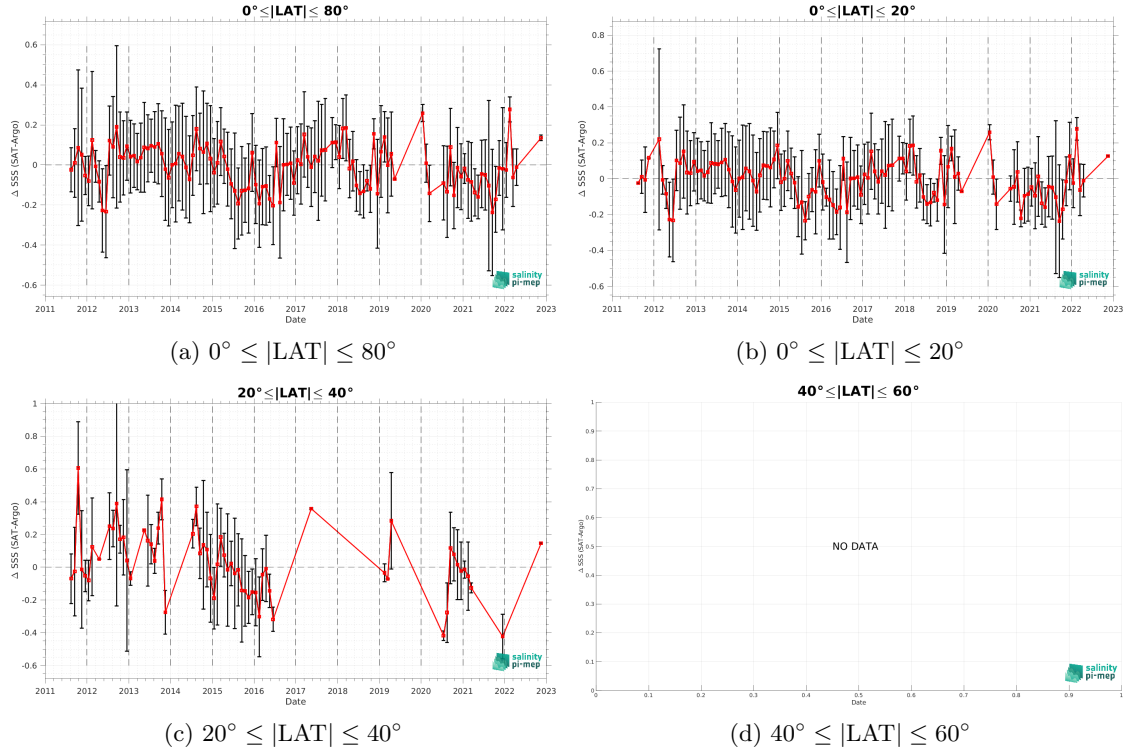 0°≤|LAT|≤ 80°
Δ SSS (SAT-Argo)
0.6
0.4
0.2
0
-0.2
-0.4
-0.6
2011 2012 2013 2014 2015 2016 2017 2018 2019 2020 2021 2022 2023
Date
salinity
pi-mep
(a) 0° ≤ |LAT| ≤ 80°
0°≤|LAT|≤ 20°
Δ SSS (SAT-Argo)
0.8
0.6
0.4
0.2
0
-0.2
-0.4
-0.6
2011 2012 2013 2014 2015 2016 2017 2018 2019 2020 2021 2022 2023
Date
salinity
pi-mep
(b) 0° ≤ |LAT| ≤ 20°
20°≤|LAT|≤ 40°
Δ SSS (SAT-Argo)
1
0.8
0.6
0.4
0.2
0
-0.2
-0.4
-0.6
2011 2012 2013 2014 2015 2016 2017 2018 2019 2020 2021 2022 2023
Date
salinity
pi-mep
(c) 20° ≤ |LAT| ≤ 40°
40°≤|LAT|≤ 60°
Δ SSS (SAT-Argo)
1
0.9
0.8
0.7
0.6
0.5
0.4
0.3
0.2
0.1
0
NO DATA
0 0.1 0.2 0.3 0.4 0.5 0.6 0.7 0.8 0.9 1
Date
salinity
pi-mep
(d) 40° ≤ |LAT| ≤ 60°